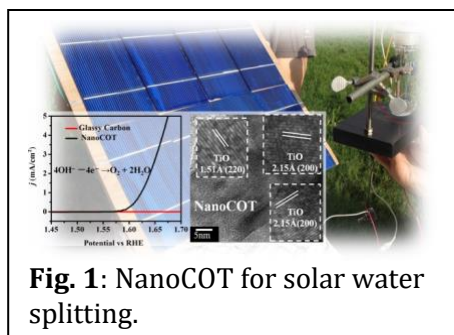 5
4
3
2
1
0
j (mA/cm²)
Glassy Carbon
NanoCOT
4OH⁻ −4e⁻ →O₂ + 2H₂O
1.45 1.50 1.55 1.60 1.65 1.70
Potential vs RHE
TiO
1.51Å (220)
TiO
2.15Å (200)
NanoCOT
TiO
2.15Å (200)
5nm
Fig. 1: NanoCOT for solar water
splitting.